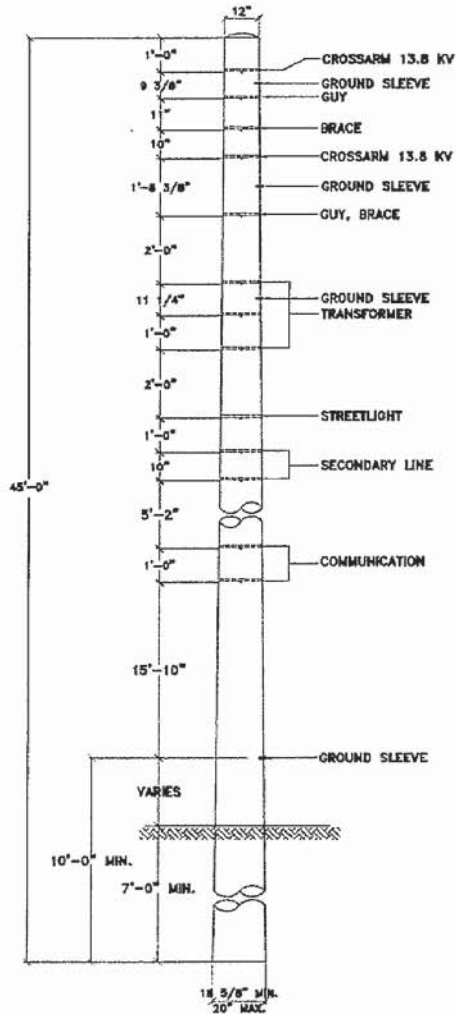 12"
1'-0"
CROSSARM 13.8 KV
9 3/8"
GROUND SLEEVE
GUY
11"
BRACE
10"
CROSSARM 13.8 KV
1'-8 3/8"
GROUND SLEEVE
GUY, BRACE
2'-0"
11 1/4"
GROUND SLEEVE
TRANSFORMER
1'-0"
2'-0"
STREETLIGHT
1'-0"
10"
SECONDARY LINE
45'-0"
5'-2"
1'-0"
COMMUNICATION
15'-10"
GROUND SLEEVE
VARIES
10'-0" MIN.
7'-0" MIN.
5/8" MIN.
20" MAX.